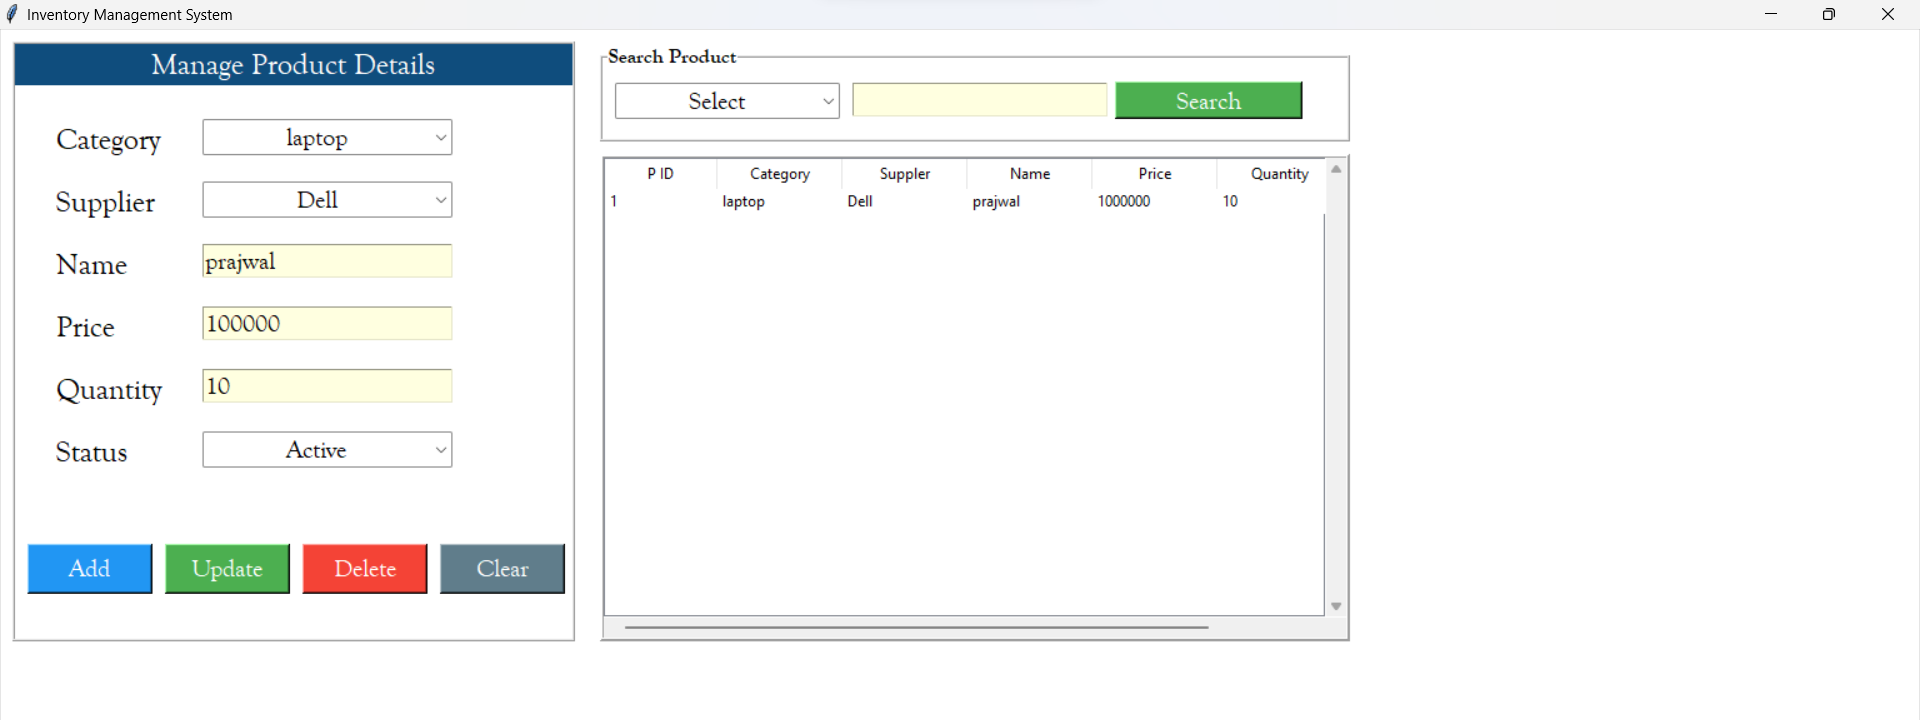 Inventory Management System
Manage Product Details
Category laptop
Supplier Dell
Name prajwal
Price 100000
Quantity 10
Status Active
Add Update Delete Clear
Search Product
Select Search
P ID Category Suppler Name Price Quantity
1 laptop Dell prajwal 1000000 10